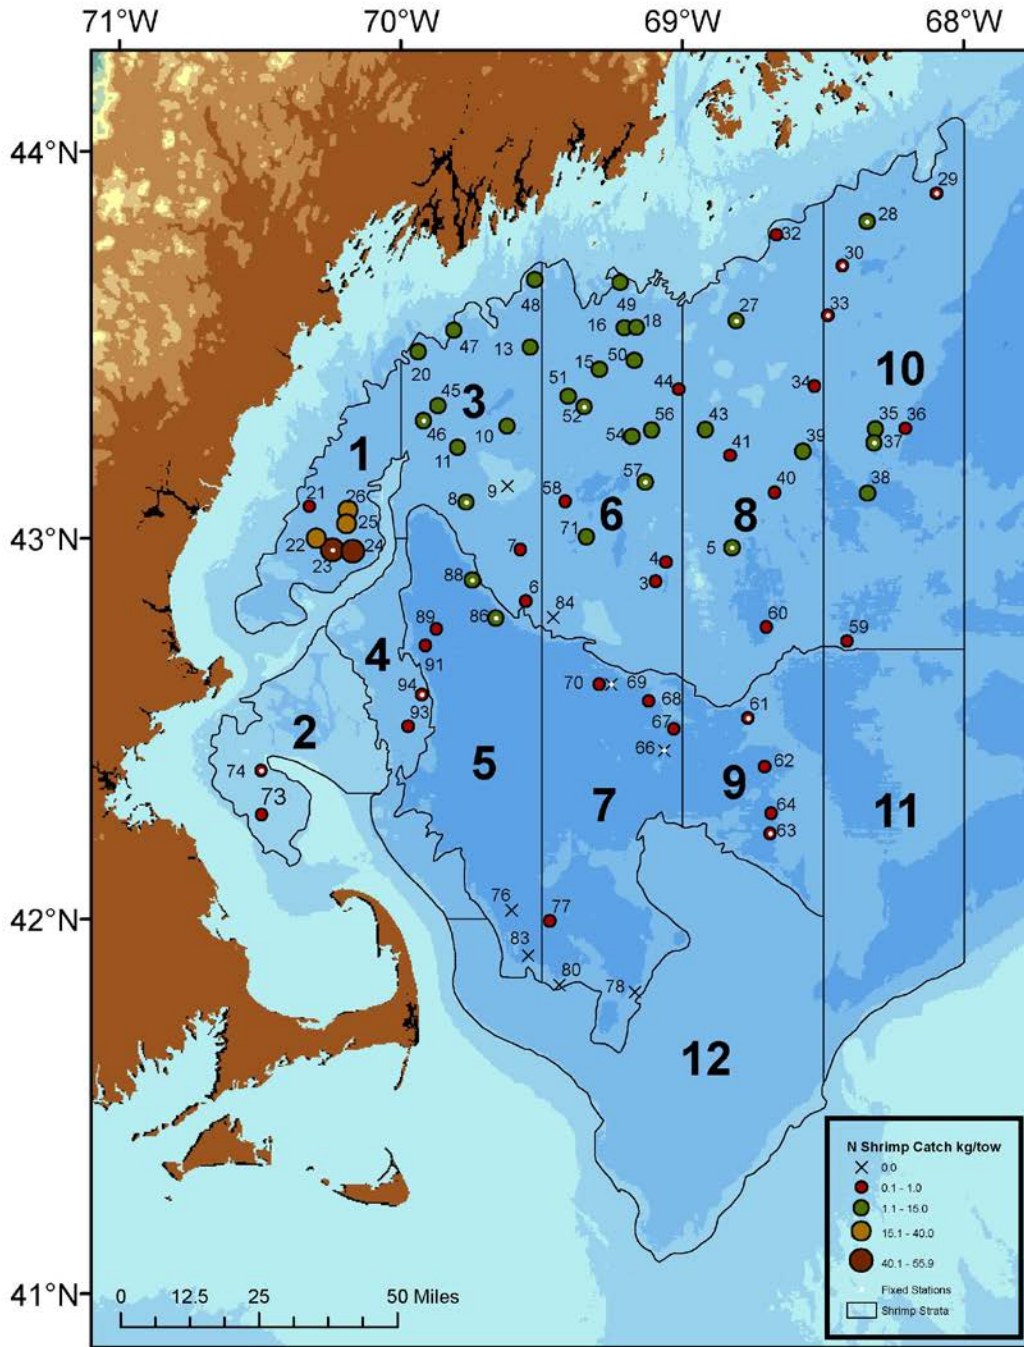 71°W 70°W 69°W 68°W
44°N
29
28
32
30
48 49 27 33
16 18
47 13
20 50 34 10
15
51 44
45 3 52 35 36
46 10 54 56 43 39 37
11 41
1 57
9 40 38
21 26 8 58 6 8
25
43°N 22 24 71 5
23 7 4
88 3
6 84
89 86 60 59
4 91
94 70 69
93 68 61
2 67
66
74 5 9 62
73 7 64 11
63
76 77
42°N
83
80 78
12
N Shrimp Catch kg/tow
0.0
0.1 - 1.0
1.1 - 15.0
15.1 - 40.0
40.1 - 55.9
Fixed Stations
Shrimp Strata
0 12.5 25 50 Miles
41°N